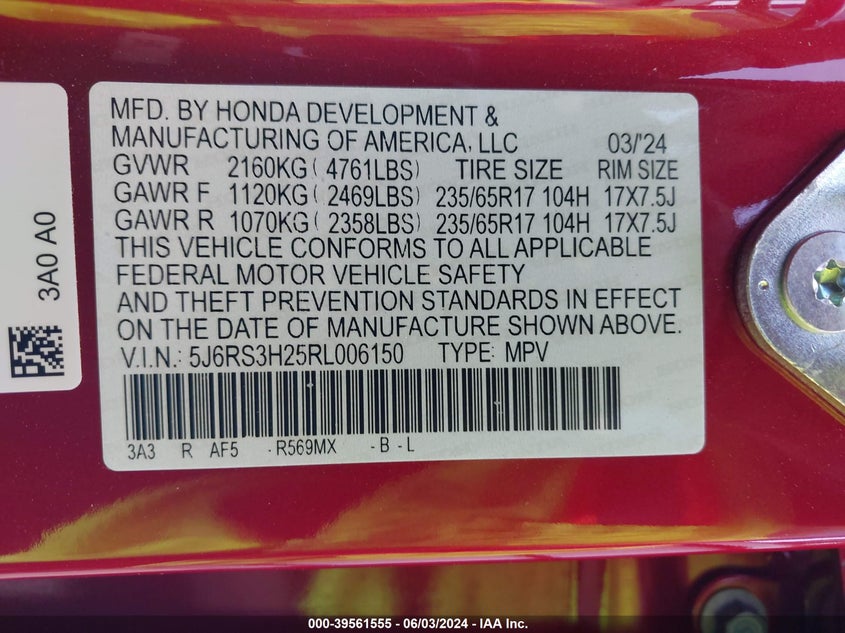 MFD. BY HONDA DEVELOPMENT &
MANUFACTURING OF AMERICA, LLC 03/'24
GVWR 2160KG ( 4761LBS) TIRE SIZE RIM SIZE
GAWR F 1120KG( 2469LBS) 235/65R17 104H 17X7.5J
GAWR R 1070KG( 2358LBS) 235/65R17 104H 17X7.5J
THIS VEHICLE CONFORMS TO ALL APPLICABLE
FEDERAL MOTOR VEHICLE SAFETY
AND THEFT PREVENTION STANDARDS IN EFFECT
ON THE DATE OF MANUFACTURE SHOWN ABOVE.
V.I.N.: 5J6RS3H25RL006150 TYPE: MPV
3A3 R AF5 -R569MX -B-L
3A0 A0
000-39561555 - 06/03/2024 - IAA Inc.